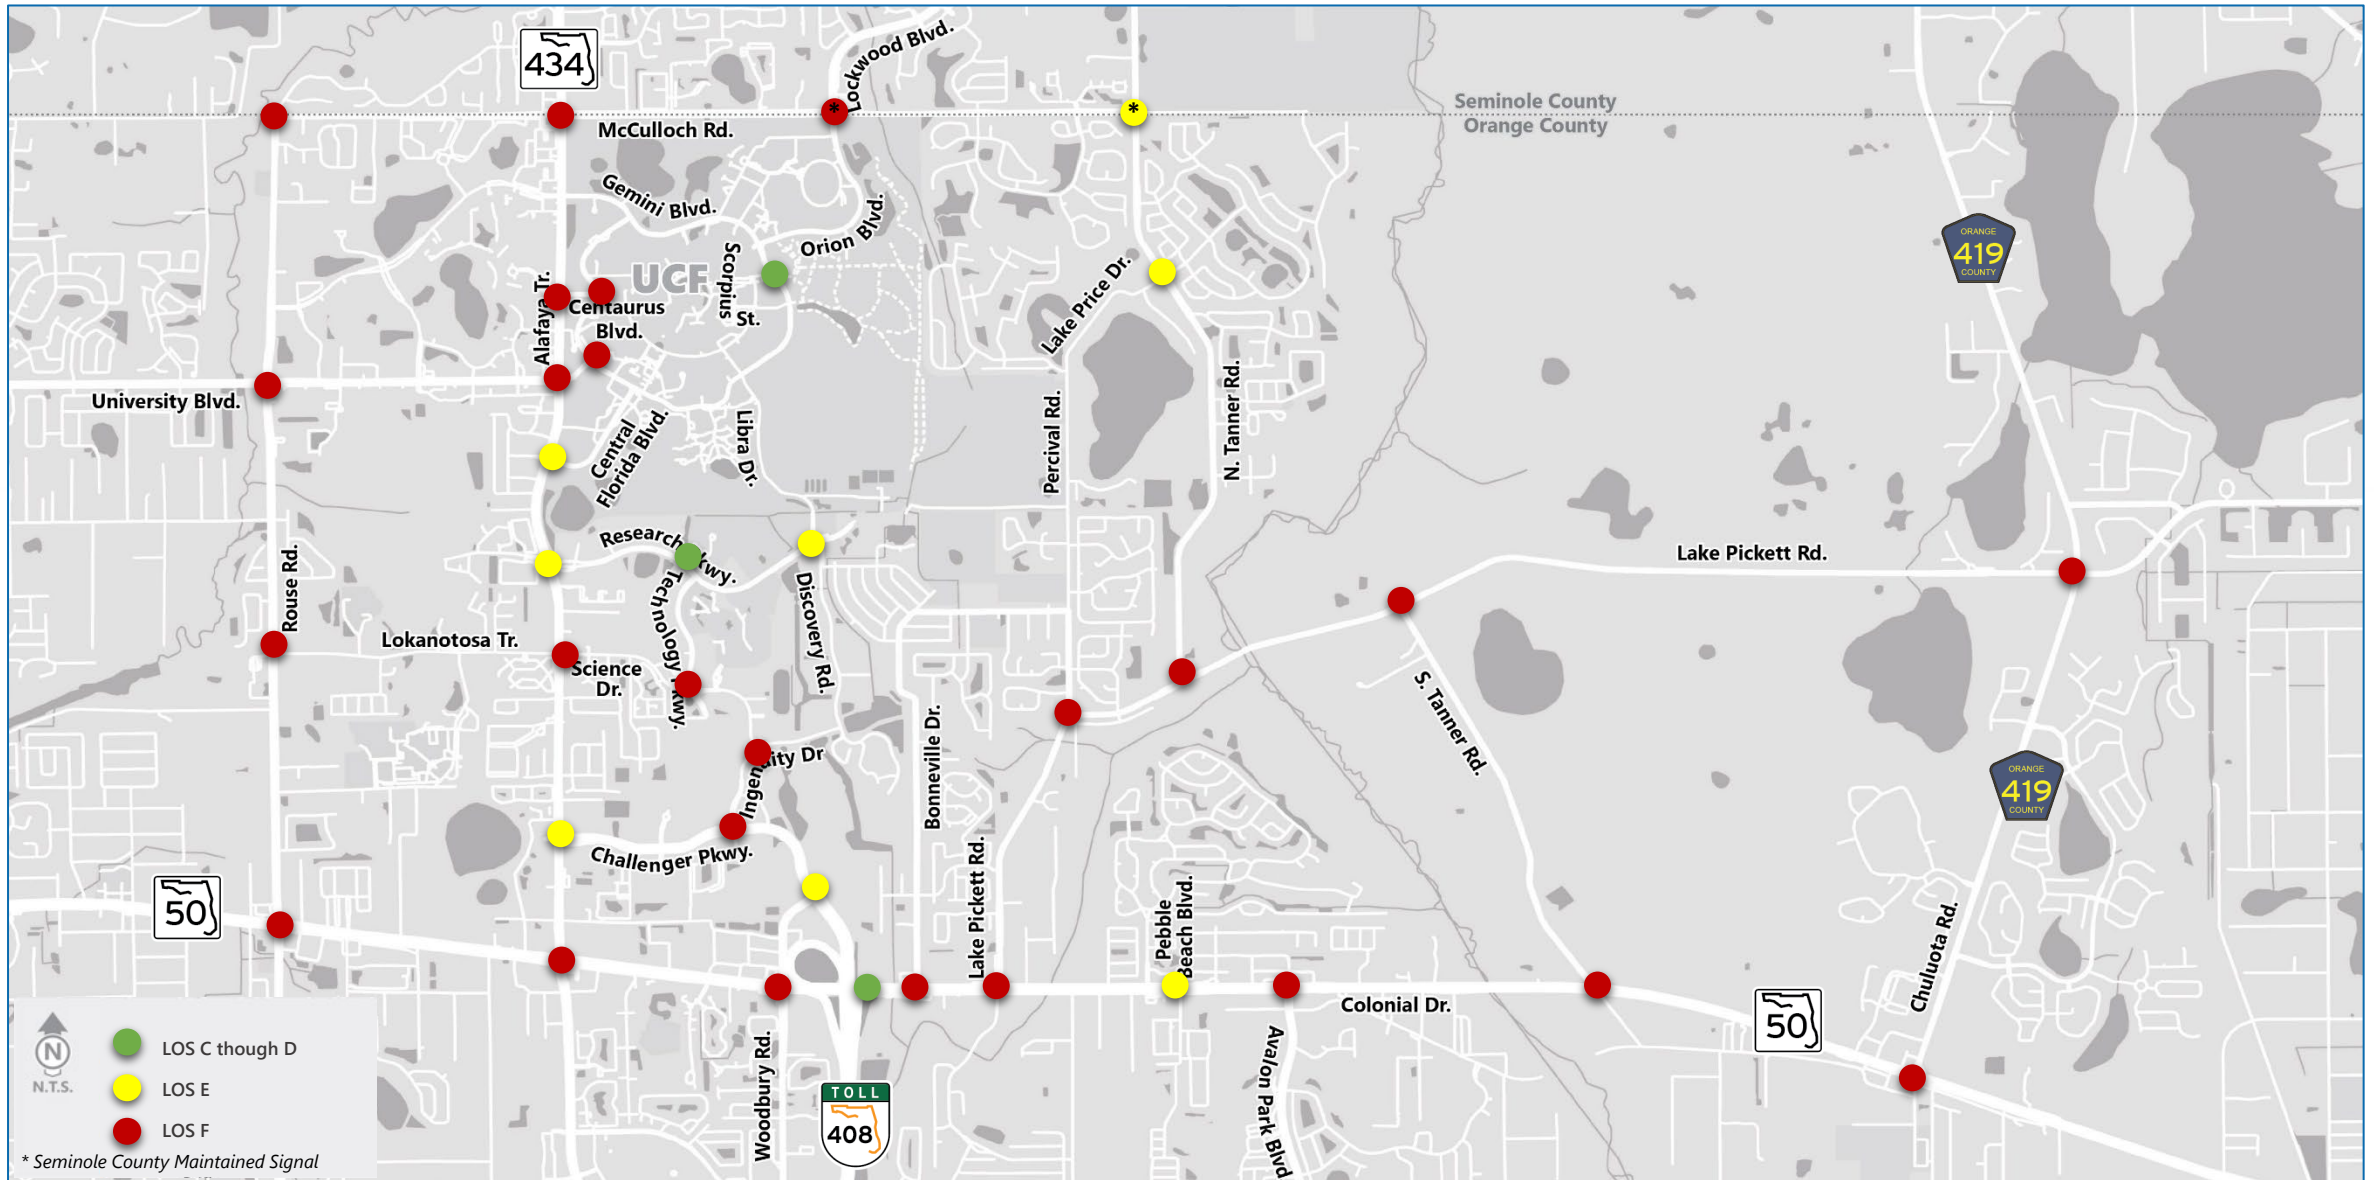 434
Lockwood Blvd.
*
*
Seminole County
Orange County
McCulloch Rd.
Gemini Blvd.
Orion Blvd.
Scorpius
St.
UCF
ORANGE
419
COUNTY
Alafaya Tr.
Centaurus
Blvd.
Lake Price Dr.
University Blvd.
Central
Florida Blvd.
Libra Dr.
Percival Rd.
N. Tanner Rd.
Research Pkwy.
Lake Pickett Rd.
Rouse Rd.
Technology Pkwy.
Discovery Rd.
Lokanotosa Tr.
Science
Dr.
S. Tanner Rd.
Bonneville Dr.
Ingenuity Dr
ORANGE
419
COUNTY
Challenger Pkwy.
Lake Pickett Rd.
50
Pebble
Beach Blvd.
Chuluota Rd.
Colonial Dr.
50
Woodbury Rd.
Avalon Park Blvd
TOLL
408
N
N.T.S.
LOS C though D
LOS E
LOS F
* Seminole County Maintained Signal